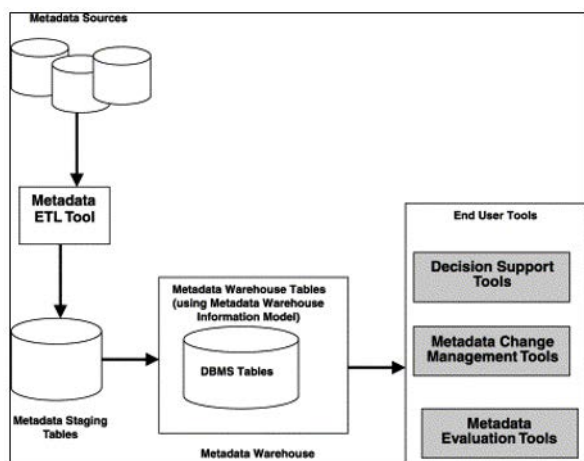 Metadata Sources
Metadata
ETL Tool
Metadata Staging
Tables
Metadata Warehouse Tables
(using Metadata Warehouse
Information Model)
DBMS Tables
Metadata Warehouse
End User Tools
Decision Support
Tools
Metadata Change
Management Tools
Metadata
Evaluation Tools